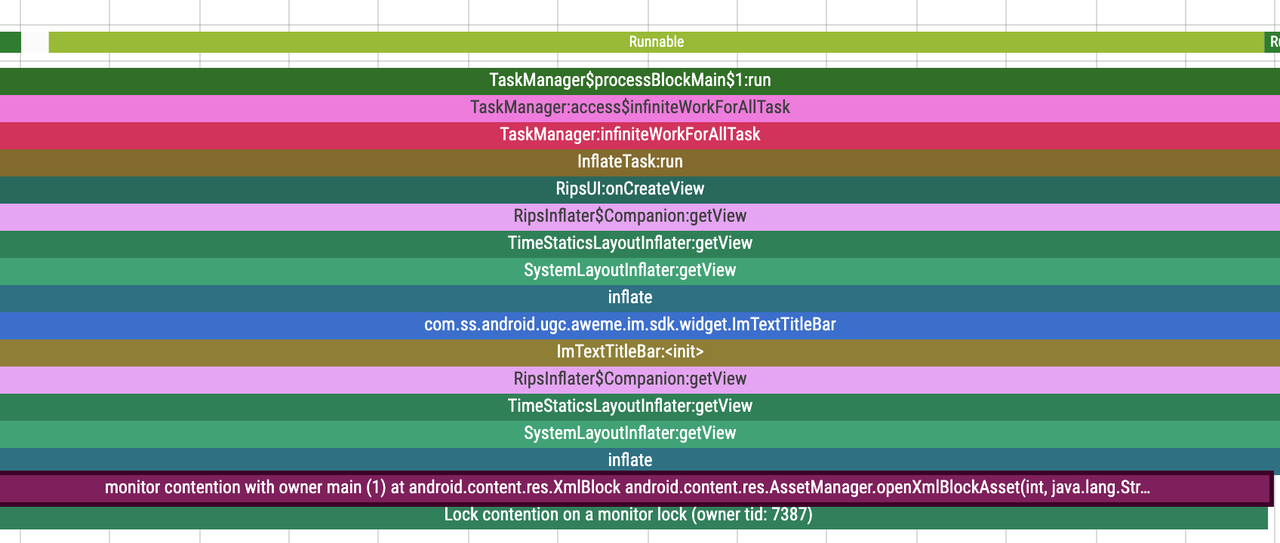 Runnable
Ru
TaskManager$processBlockMain$1:run
TaskManager:access$infiniteWorkForAllTask
TaskManager:infiniteWorkForAllTask
InflateTask:run
RipsUI:onCreateView
RipsInflater$Companion:getView
TimeStaticsLayoutInflater:getView
SystemLayoutInflater:getView
inflate
com.ss.android.ugc.aweme.im.sdk.widget.ImTextTitleBar
ImTextTitleBar:<init>
RipsInflater$Companion:getView
TimeStaticsLayoutInflater:getView
SystemLayoutInflater:getView
inflate
monitor contention with owner main (1) at android.content.res.XmlBlock android.content.res.AssetManager.openXmlBlockAsset(int, java.lang.Str...
Lock contention on a monitor lock (owner tid: 7387)